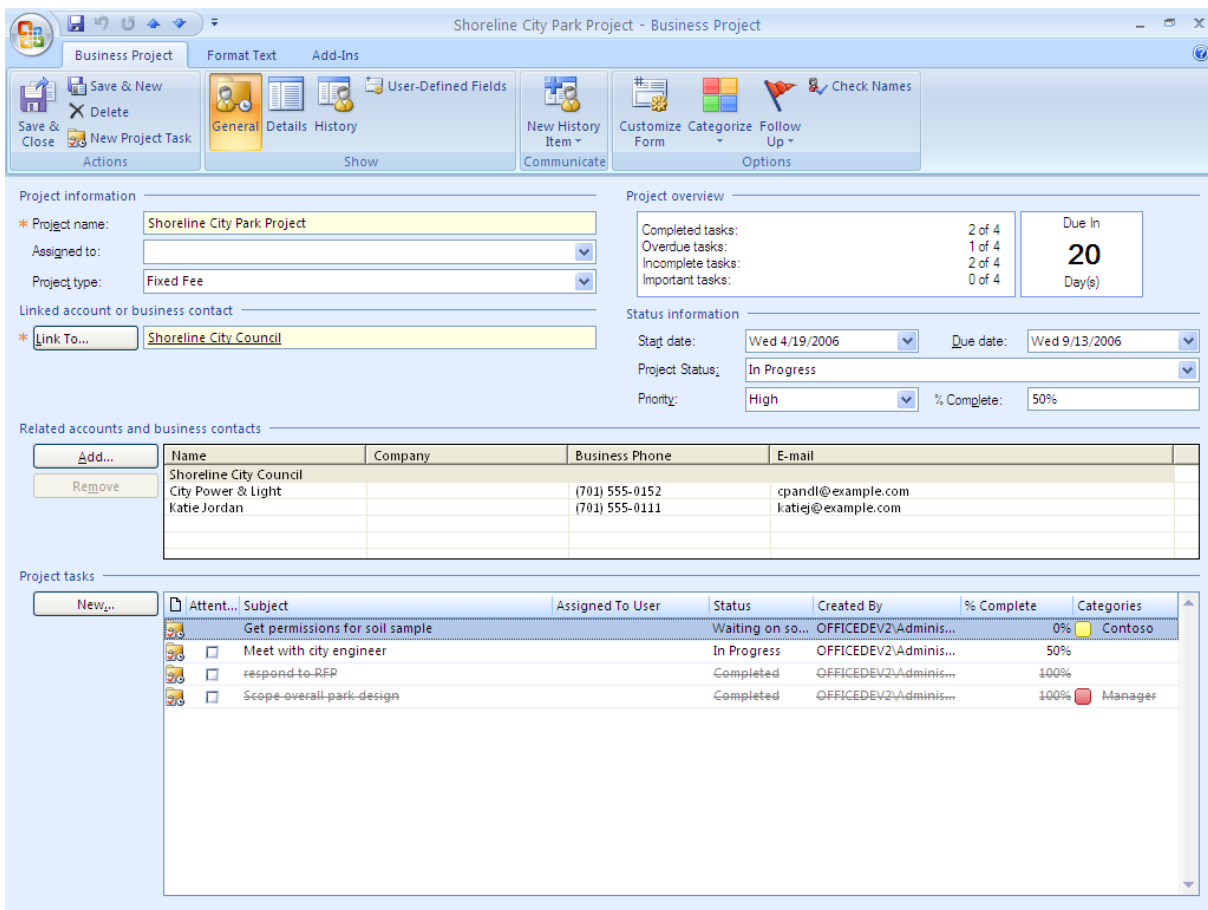 Shoreline City Park Project - Business Project
Business Project Format Text Add-Ins
Save & Close
Save & New
Delete
New Project Task
Actions
General Details History
User-Defined Fields
Show
New History Item
Communicate
Customize Form
Categorize
Follow Up
Check Names
Options
Project information
* Project name: Shoreline City Park Project
Assigned to:
Project type: Fixed Fee
Linked account or business contact
* Link To... Shoreline City Council
Project overview
Completed tasks: 2 of 4
Overdue tasks: 1 of 4
Incomplete tasks: 2 of 4
Important tasks: 0 of 4
Due In
20
Day(s)
Status information
Start date: Wed 4/19/2006 Due date: Wed 9/13/2006
Project Status: In Progress
Priority: High % Complete: 50%
Related accounts and business contacts
Add...
Remove
Name Company Business Phone E-mail
Shoreline City Council
City Power & Light (701) 555-0152 cpandl@example.com
Katie Jordan (701) 555-0111 katiej@example.com
Project tasks
New...
Attent... Subject Assigned To User Status Created By % Complete Categories
Get permissions for soil sample Waiting on so... OFFICEDEV2\Adminis... 0% Contoso
Meet with city engineer In Progress OFFICEDEV2\Adminis... 50%
respond to RFP Completed OFFICEDEV2\Adminis... 100%
Scope overall park design Completed OFFICEDEV2\Adminis... 100% Manager